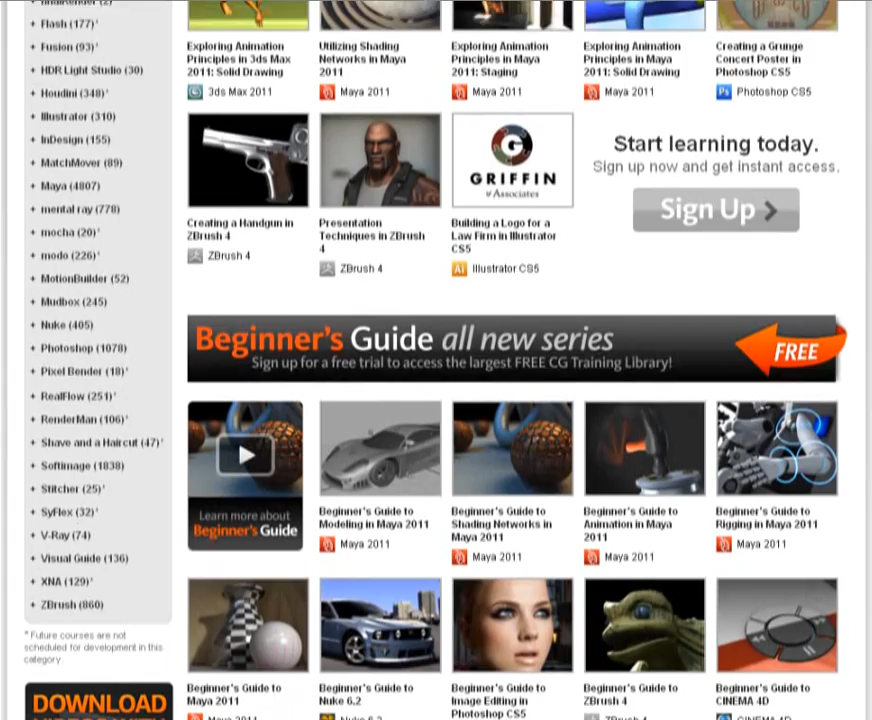 + Flash (177)*
+ Fusion (93)*
+ HDR Light Studio (30)
+ Houdini (348)*
+ Illustrator (310)
+ InDesign (155)
+ MatchMover (89)
+ Maya (4807)
+ mental ray (778)
+ mocha (20)*
+ modo (226)*
+ MotionBuilder (52)
+ Mudbox (245)
+ Nuke (405)
+ Photoshop (1078)
+ Pixel Bender (18)*
+ RealFlow (251)*
+ RenderMan (106)*
+ Shave and a Haircut (47)*
+ Softimage (1838)
+ Stitcher (25)*
+ SyFlex (32)*
+ V-Ray (74)
+ Visual Guide (136)
+ XNA (129)*
+ ZBrush (860)
* Future courses are not
scheduled for development in this
category
DOWNLOAD
Exploring Animation
Principles in 3ds Max
2011: Solid Drawing
3ds Max 2011
Utilizing Shading
Networks in Maya
2011
Maya 2011
Exploring Animation
Principles in Maya
2011: Staging
Maya 2011
Exploring Animation
Principles in Maya
2011: Solid Drawing
Maya 2011
Creating a Grunge
Concert Poster in
Photoshop CS5
Ps Photoshop CS5
Creating a Handgun in
ZBrush 4
ZBrush 4
Presentation
Techniques in ZBrush
4
ZBrush 4
G
GRIFFIN
& Associates
Building a Logo for a
Law Firm in Illustrator
CS5
Ai Illustrator CS5
Start learning today.
Sign up now and get instant access.
Sign Up >
Beginner's Guide all new series
Sign up for a free trial to access the largest FREE CG Training Library!
FREE
Learn more about
Beginner's Guide
Beginner's Guide to
Modeling in Maya 2011
Maya 2011
Beginner's Guide to
Shading Networks in
Maya 2011
Maya 2011
Beginner's Guide to
Animation in Maya
2011
Maya 2011
Beginner's Guide to
Rigging in Maya 2011
Maya 2011
Beginner's Guide to
Maya 2011
Maya 2011
Beginner's Guide to
Nuke 6.2
Nuke 6.2
Beginner's Guide to
Image Editing in
Photoshop CS5
Beginner's Guide to
ZBrush 4
ZBrush 4
Beginner's Guide to
CINEMA 4D
CINEMA 4D